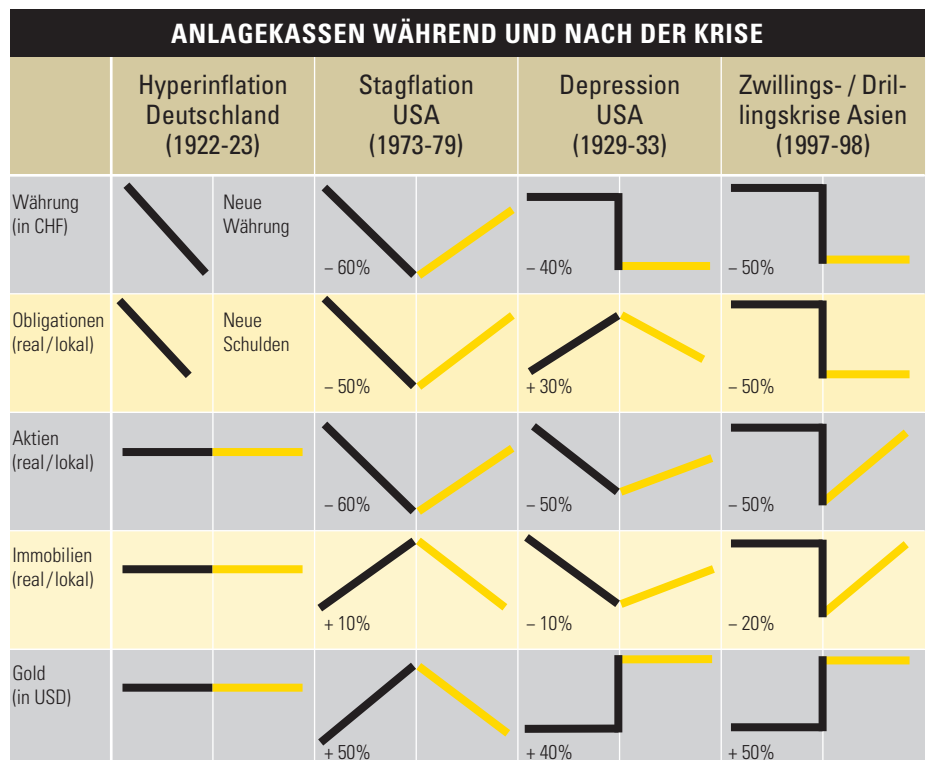 ANLAGEKASSEN WÄHREND UND NACH DER KRISE
Hyperinflation
Deutschland
(1922-23)
Stagflation
USA
(1973-79)
Depression
USA
(1929-33)
Zwillings- / Dril-
lingskrise Asien
(1997-98)
Währung
(in CHF)
Neue
Währung
– 60%
– 40%
– 50%
Obligationen
(real/lokal)
Neue
Schulden
– 50%
+ 30%
– 50%
Aktien
(real/lokal)
– 60%
– 50%
– 50%
Immobilien
(real/lokal)
+ 10%
– 10%
– 20%
Gold
(in USD)
+ 50%
+ 40%
+ 50%